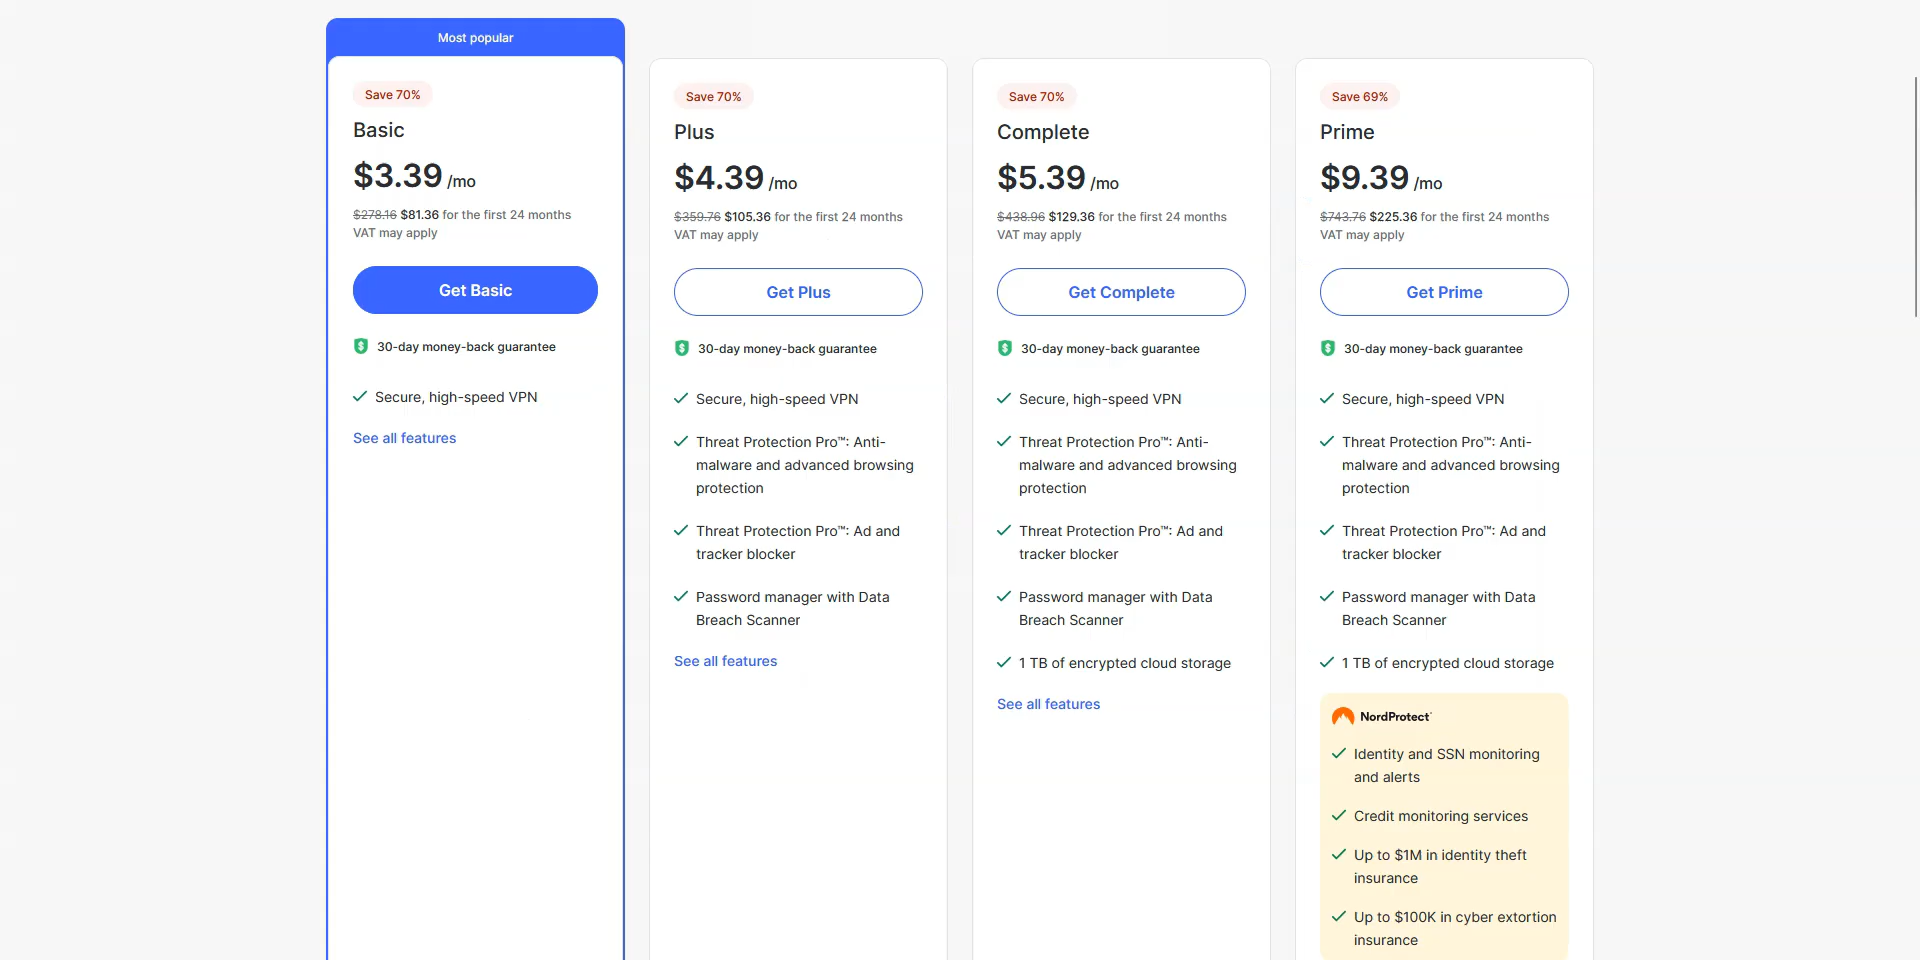 Most popular
Save 70%
Basic
$3.39 /mo
$278.16 $81.36 for the first 24 months
VAT may apply
Get Basic
30-day money-back guarantee
Secure, high-speed VPN
See all features
Save 70%
Plus
$4.39 /mo
$359.76 $105.36 for the first 24 months
VAT may apply
Get Plus
30-day money-back guarantee
Secure, high-speed VPN
Threat Protection Pro™: Anti-
malware and advanced browsing
protection
Threat Protection Pro™: Ad and
tracker blocker
Password manager with Data
Breach Scanner
See all features
Save 70%
Complete
$5.39 /mo
$438.96 $129.36 for the first 24 months
VAT may apply
Get Complete
30-day money-back guarantee
Secure, high-speed VPN
Threat Protection Pro™: Anti-
malware and advanced browsing
protection
Threat Protection Pro™: Ad and
tracker blocker
Password manager with Data
Breach Scanner
1 TB of encrypted cloud storage
See all features
Save 69%
Prime
$9.39 /mo
$743.76 $225.36 for the first 24 months
VAT may apply
Get Prime
30-day money-back guarantee
Secure, high-speed VPN
Threat Protection Pro™: Anti-
malware and advanced browsing
protection
Threat Protection Pro™: Ad and
tracker blocker
Password manager with Data
Breach Scanner
1 TB of encrypted cloud storage
NordProtect
Identity and SSN monitoring
and alerts
Credit monitoring services
Up to $1M in identity theft
insurance
Up to $100K in cyber extortion
insurance